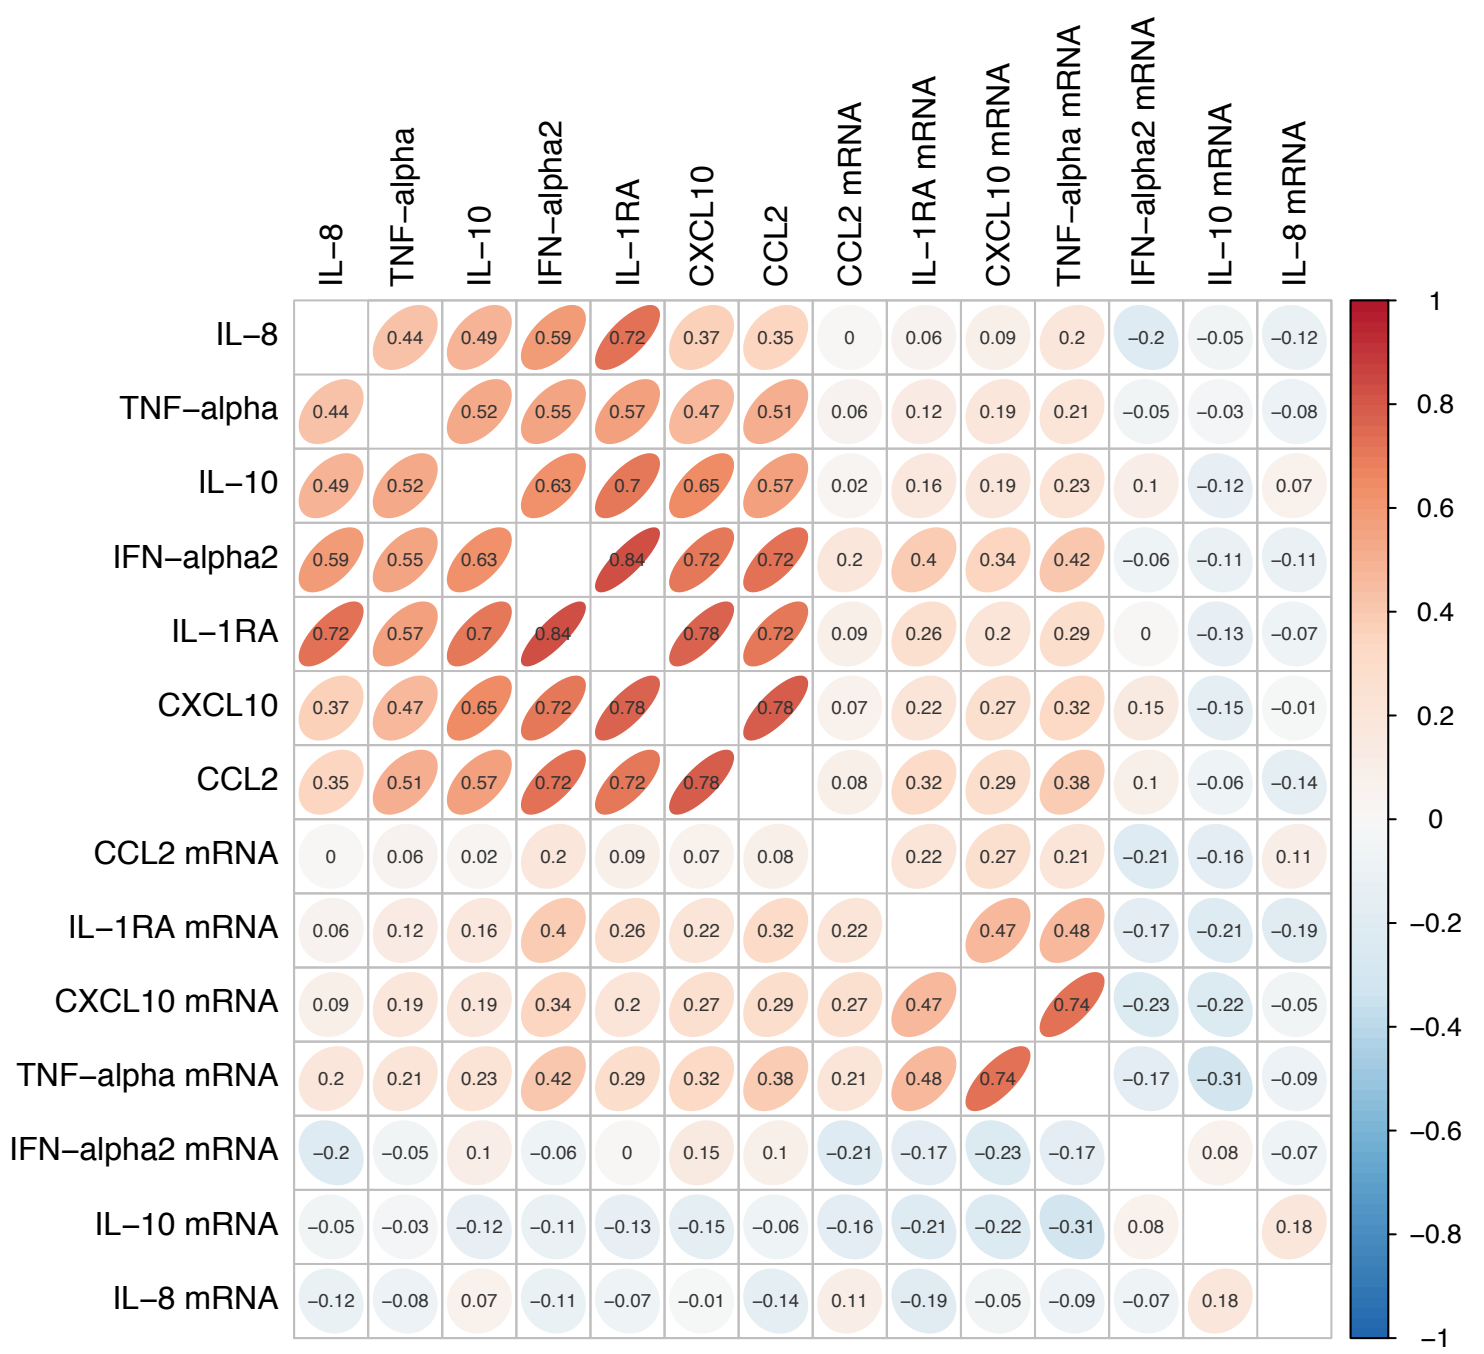 IL−8
TNF−alpha
IL−10
IFN−alpha2
IL−1RA
CXCL10
CCL2
CCL2 mRNA
IL−1RA mRNA
CXCL10 mRNA
TNF−alpha mRNA
IFN−alpha2 mRNA
IL−10 mRNA
IL−8 mRNA
IL−8 0.44 0.49 0.59 0.72 0.37 0.35 0 0.06 0.09 0.2 −0.2 −0.05 −0.12
TNF−alpha 0.44 0.52 0.55 0.57 0.47 0.51 0.06 0.12 0.19 0.21 −0.05 −0.03 −0.08
IL−10 0.49 0.52 0.63 0.7 0.65 0.57 0.02 0.16 0.19 0.23 0.1 −0.12 0.07
IFN−alpha2 0.59 0.55 0.63 0.84 0.72 0.72 0.2 0.4 0.34 0.42 −0.06 −0.11 −0.11
IL−1RA 0.72 0.57 0.7 0.84 0.78 0.72 0.09 0.26 0.2 0.29 0 −0.13 −0.07
CXCL10 0.37 0.47 0.65 0.72 0.78 0.78 0.07 0.22 0.27 0.32 0.15 −0.15 −0.01
CCL2 0.35 0.51 0.57 0.72 0.72 0.78 0.08 0.32 0.29 0.38 0.1 −0.06 −0.14
CCL2 mRNA 0 0.06 0.02 0.2 0.09 0.07 0.08 0.22 0.27 0.21 −0.21 −0.16 0.11
IL−1RA mRNA 0.06 0.12 0.16 0.4 0.26 0.22 0.32 0.22 0.47 0.48 −0.17 −0.21 −0.19
CXCL10 mRNA 0.09 0.19 0.19 0.34 0.2 0.27 0.29 0.27 0.47 0.74 −0.23 −0.22 −0.05
TNF−alpha mRNA 0.2 0.21 0.23 0.42 0.29 0.32 0.38 0.21 0.48 0.74 −0.17 −0.31 −0.09
IFN−alpha2 mRNA −0.2 −0.05 0.1 −0.06 0 0.15 0.1 −0.21 −0.17 −0.23 −0.17 0.08 −0.07
IL−10 mRNA −0.05 −0.03 −0.12 −0.11 −0.13 −0.15 −0.06 −0.16 −0.21 −0.22 −0.31 0.08 0.18
IL−8 mRNA −0.12 −0.08 0.07 −0.11 −0.07 −0.01 −0.14 0.11 −0.19 −0.05 −0.09 −0.07 0.18
1
0.8
0.6
0.4
0.2
0
−0.2
−0.4
−0.6
−0.8
−1